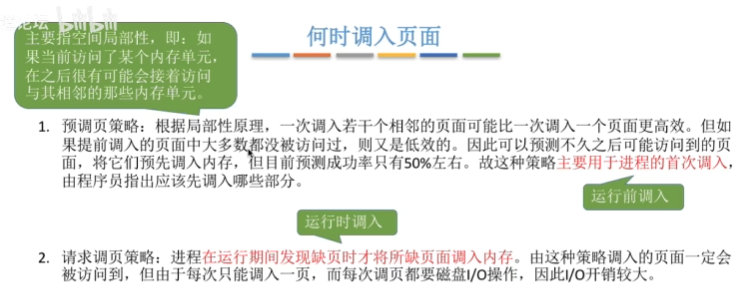 论坛 bilibili
主要指空间局部性，即：如
果当前访问了某个内存单元，
在之后很有可能会接着访问
与其相邻的那些内存单元。
何时调入页面
1. 预调页策略：根据局部性原理，一次调入若干个相邻的页面可能比一次调入一个页面更高效。但如
果提前调入的页面中大多数都没被访问过，则又是低效的。因此可以预测不久之后可能访问到的页
面，将它们预先调入内存，但目前预测成功率只有50%左右。故这种策略主要用于进程的首次调入，
由程序员指出应该先调入哪些部分。
运行前调入
运行时调入
2. 请求调页策略：进程在运行期间发现缺页时才将所缺页面调入内存。由这种策略调入的页面一定会
被访问到，但由于每次只能调入一页，而每次调页都要磁盘I/O操作，因此I/O开销较大。